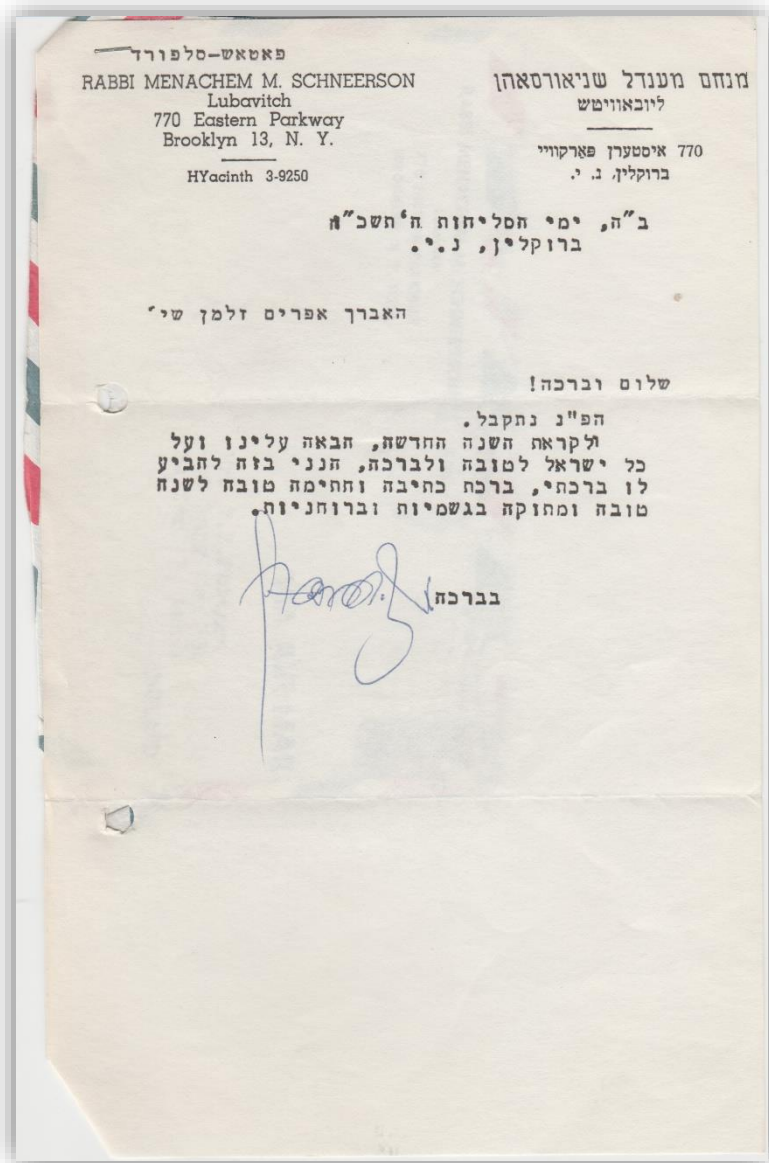 פאטאש-סלפורד
RABBI MENACHEM M. SCHNEERSON
Lubavitch
770 Eastern Parkway
Brooklyn 13, N. Y.
HYacinth 3-9250
מנחם מענדל שניאורסאהן
ליובאוויטש
770 איסטערן פארקוויי
ברוקלין, נ. י.
ב"ה, ימי הסליחות ה'תשכ"ח
ברוקלין, נ.י.
האברך אפרים זלמן שי'
שלום וברכה!
הפ"נ נתקבל.
לקראת השנה החדשה, הבאה עלינו ועל
כל ישראל לטובה ולברכה, הנני בזה להביע
לו ברכתי, ברכת כתיבה וחתימה טובה לשנה
טובה ומתוקה בגשמיות וברוחניות.
בברכה